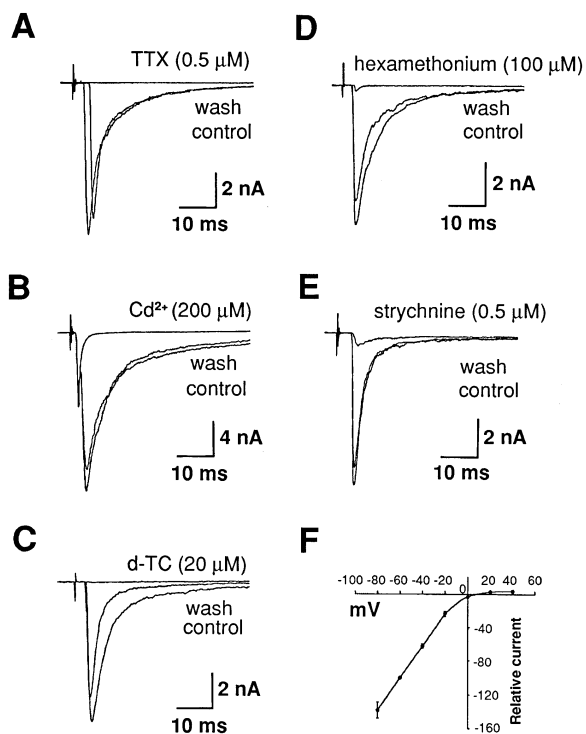 A
TTX (0.5 µM)
wash
control
2 nA
10 ms
B
Cd²⁺ (200 µM)
wash
control
4 nA
10 ms
C
d-TC (20 µM)
wash
control
2 nA
10 ms
D
hexamethonium (100 µM)
wash
control
2 nA
10 ms
E
strychnine (0.5 µM)
wash
control
2 nA
10 ms
F
-100 -80 -60 -40 -20 0 20 40 60
mV
-40
-80
-120
-160
Relative current